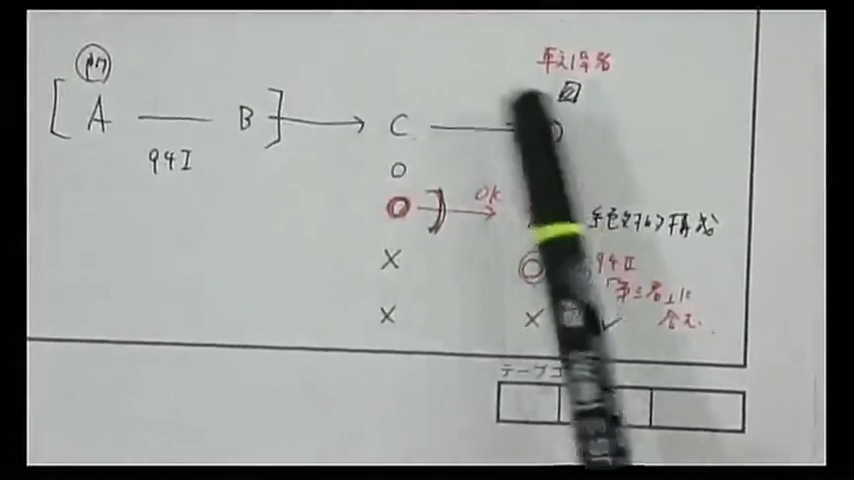 転得者
[A — B] → C —
94Ⅰ
○
○ → OK
絶対的構成
× ◎ 94Ⅱ
「第三者」に
× × 含む.
テープ